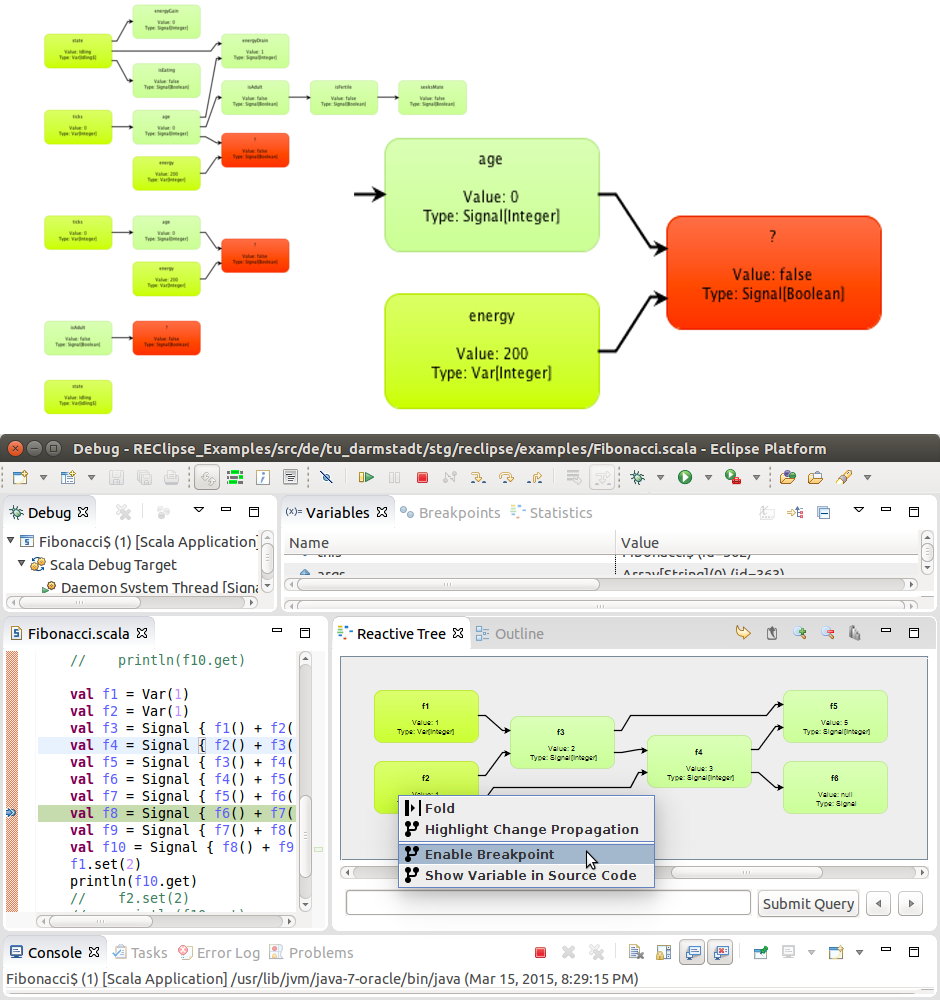 energyGain
Value: 0
Type: Signal[Integer]
state
Value: Idling
Type: Var[Idling$]
energyDrain
Value: 1
Type: Signal[Integer]
isEating
Value: false
Type: Signal[Boolean]
isAdult
Value: false
Type: Signal[Boolean]
isFertile
Value: false
Type: Signal[Boolean]
seeksMate
Value: false
Type: Signal[Boolean]
ticks
Value: 0
Type: Var[Integer]
age
Value: 0
Type: Signal[Integer]
?
Value: false
Type: Signal[Boolean]
energy
Value: 200
Type: Var[Integer]
age
Value: 0
Type: Signal[Integer]
?
Value: false
Type: Signal[Boolean]
energy
Value: 200
Type: Var[Integer]
ticks
Value: 0
Type: Var[Integer]
age
Value: 0
Type: Signal[Integer]
?
Value: false
Type: Signal[Boolean]
energy
Value: 200
Type: Var[Integer]
isAdult
Value: false
Type: Signal[Boolean]
?
Value: false
Type: Signal[Boolean]
state
Value: Idling
Type: Var[Idling$]
Debug - REClipse_Examples/src/de/tu_darmstadt/stg/reclipse/examples/Fibonacci.scala - Eclipse Platform
Debug
Variables Breakpoints Statistics
Fibonacci$ (1) [Scala Application]
Scala Debug Target
Daemon System Thread [Signa
Name Value
this Fibonacci$ (id=362)
args Array[String](0) (id=363)
Fibonacci.scala
// println(f10.get)
val f1 = Var(1)
val f2 = Var(1)
val f3 = Signal { f1() + f2(
val f4 = Signal { f2() + f3(
val f5 = Signal { f3() + f4(
val f6 = Signal { f4() + f5(
val f7 = Signal { f5() + f6(
val f8 = Signal { f6() + f7(
val f9 = Signal { f7() + f8(
val f10 = Signal { f8() + f9
f1.set(2)
println(f10.get)
// f2.set(2)
// println(f10.get)
Reactive Tree Outline
f1
Value: 1
Type: Var[Integer]
f2
Value: 1
f3
Value: 2
Type: Signal[Integer]
f4
Value: 3
Type: Signal[Integer]
f5
Value: 5
Type: Signal[Integer]
f6
Value: null
Type: Signal
Fold
Highlight Change Propagation
Enable Breakpoint
Show Variable in Source Code
Submit Query
Console Tasks Error Log Problems
Fibonacci$ (1) [Scala Application] /usr/lib/jvm/java-7-oracle/bin/java (Mar 15, 2015, 8:29:15 PM)